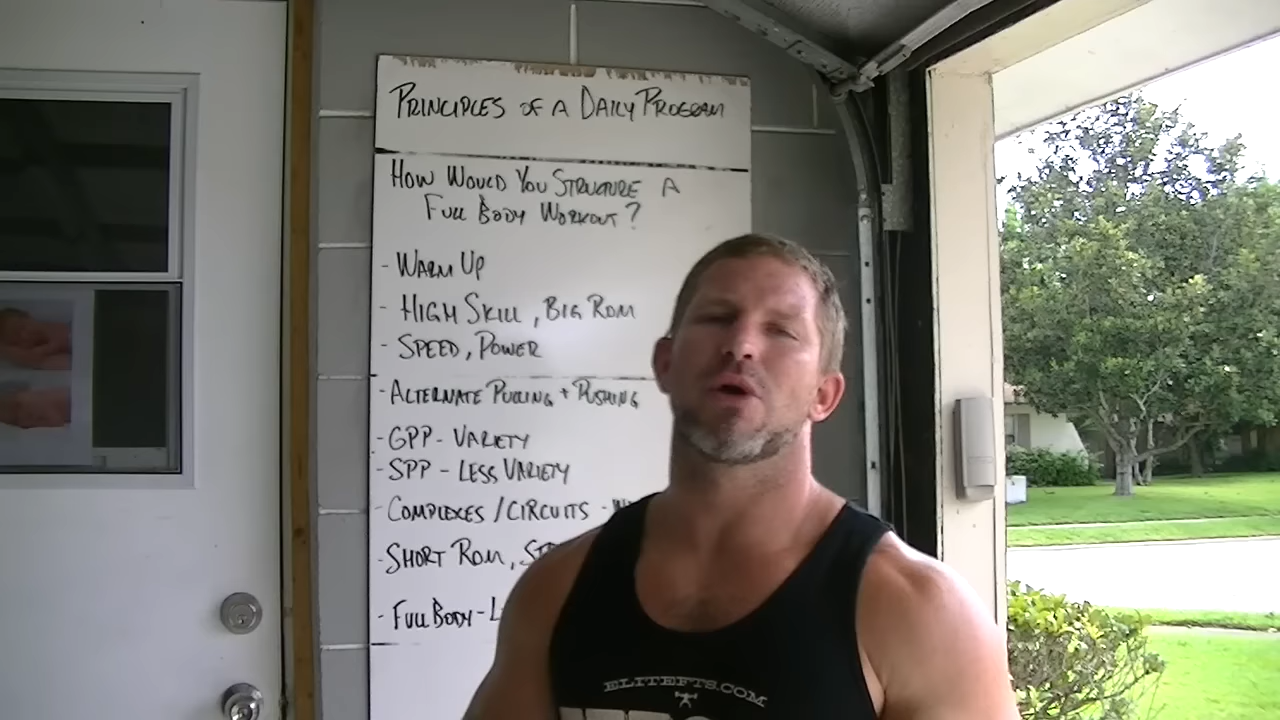 PRINCIPLES OF A DAILY PROGRAM
HOW WOULD YOU STRUCTURE A
FULL BODY WORKOUT?
- WARM UP
- HIGH SKILL, BIG ROM
- SPEED, POWER
- ALTERNATE PULLING + PUSHING
- GPP - VARIETY
- SPP - LESS VARIETY
- COMPLEXES / CIRCUITS -
- SHORT ROM,
- FULL BODY -
ELITEFTS.COM